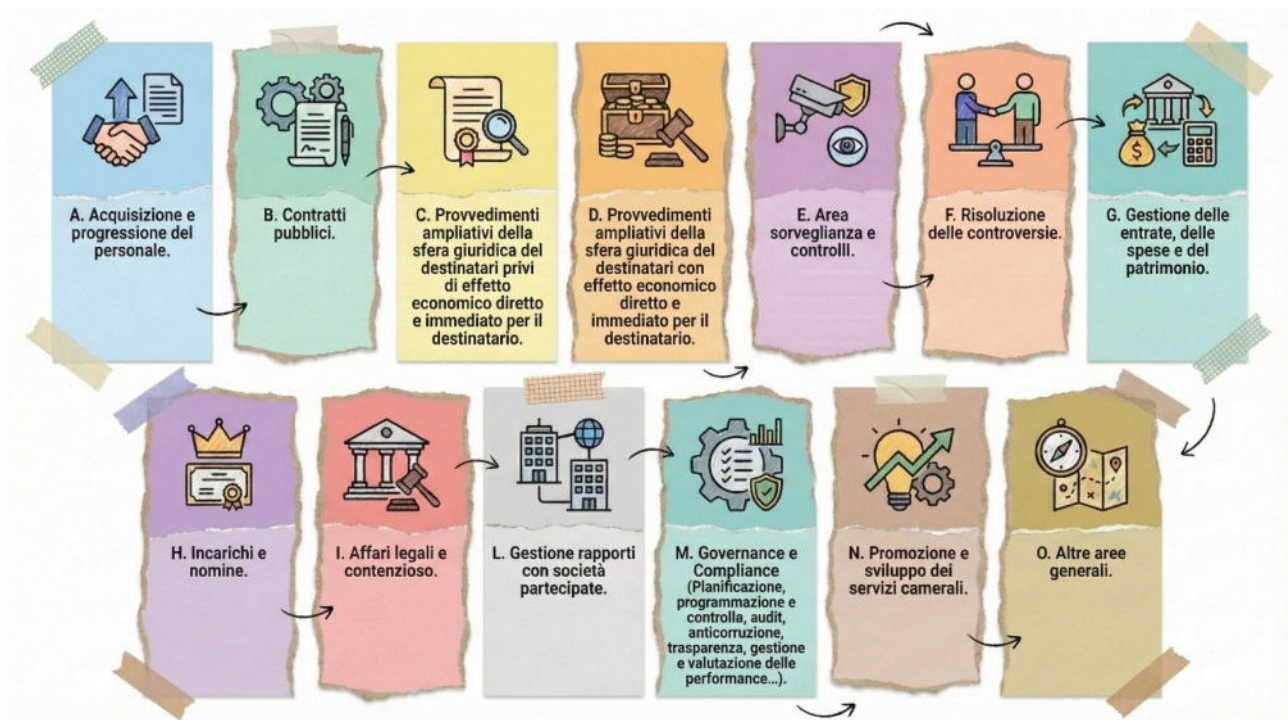 A. Acquisizione e
progressione del
personale.
B. Contratti
pubblici.
C. Provvedimenti
ampliativi della
sfera giuridica del
destinatari privi
di effetto
economico diretto
e immediato per il
destinatario.
D. Provvedimenti
ampliativi della
sfera giuridica del
destinatari con
effetto economico
diretto e
immediato per il
destinatario.
E. Area
sorveglianza e
controlll.
F. Risoluzione
delle controversie.
G. Gestione delle
entrate, delle
spese e del
patrimonio.
H. Incarichi e
nomine.
I. Affari legali e
contenzioso.
L. Gestione rapporti
con società
partecipate.
M. Governance e
Compliance
(Planificazione,
programmazione e
controlla, audit,
anticorruzione,
trasparenza, gestione
e valutazione delle
performance...).
N. Promozione e
sviluppo dei
servizi camerali.
O. Altre aree
generali.